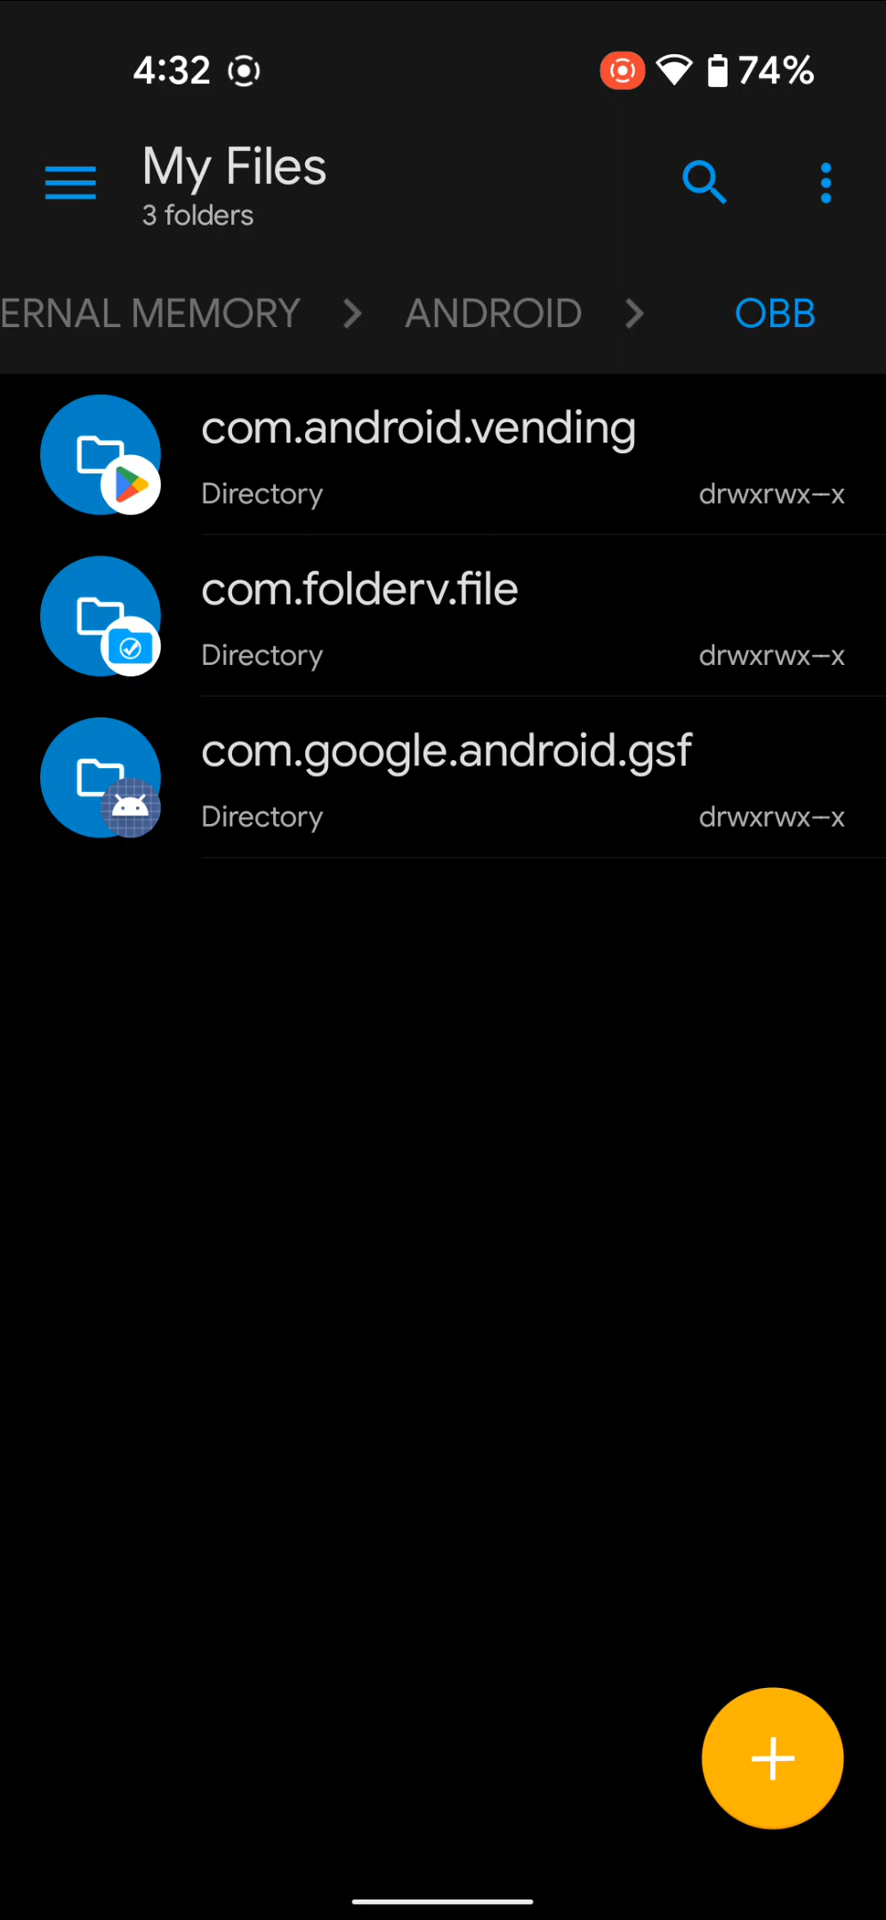 4:32
74%
My Files
3 folders
ERNAL MEMORY
ANDROID
OBB
com.android.vending
Directory
drwxrwx--x
com.folderv.file
Directory
drwxrwx--x
com.google.android.gsf
Directory
drwxrwx--x